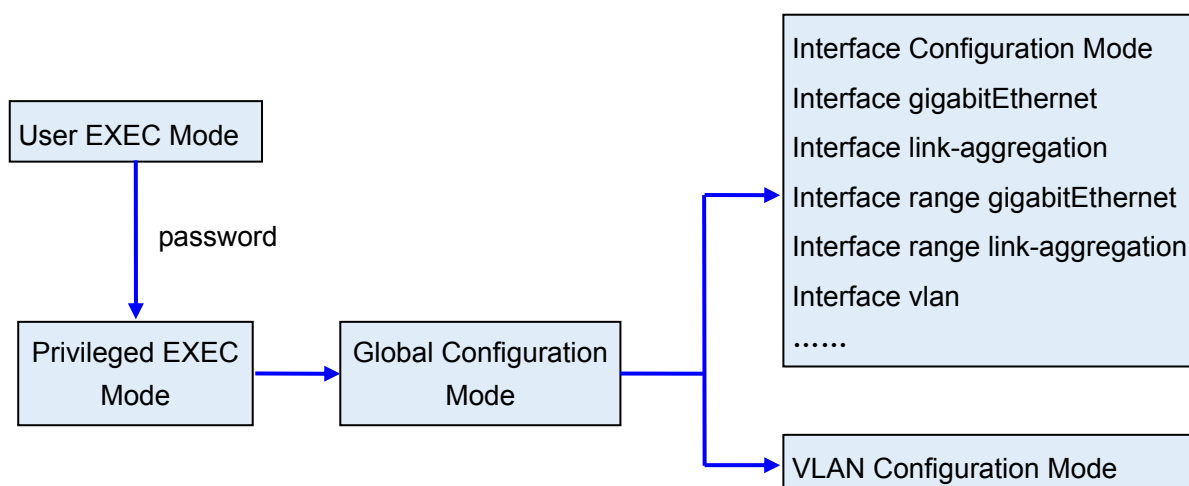 User EXEC Mode
password
Privileged EXEC
Mode
Global Configuration
Mode
Interface Configuration Mode
Interface gigabitEthernet
Interface link-aggregation
Interface range gigabitEthernet
Interface range link-aggregation
Interface vlan
……
VLAN Configuration Mode